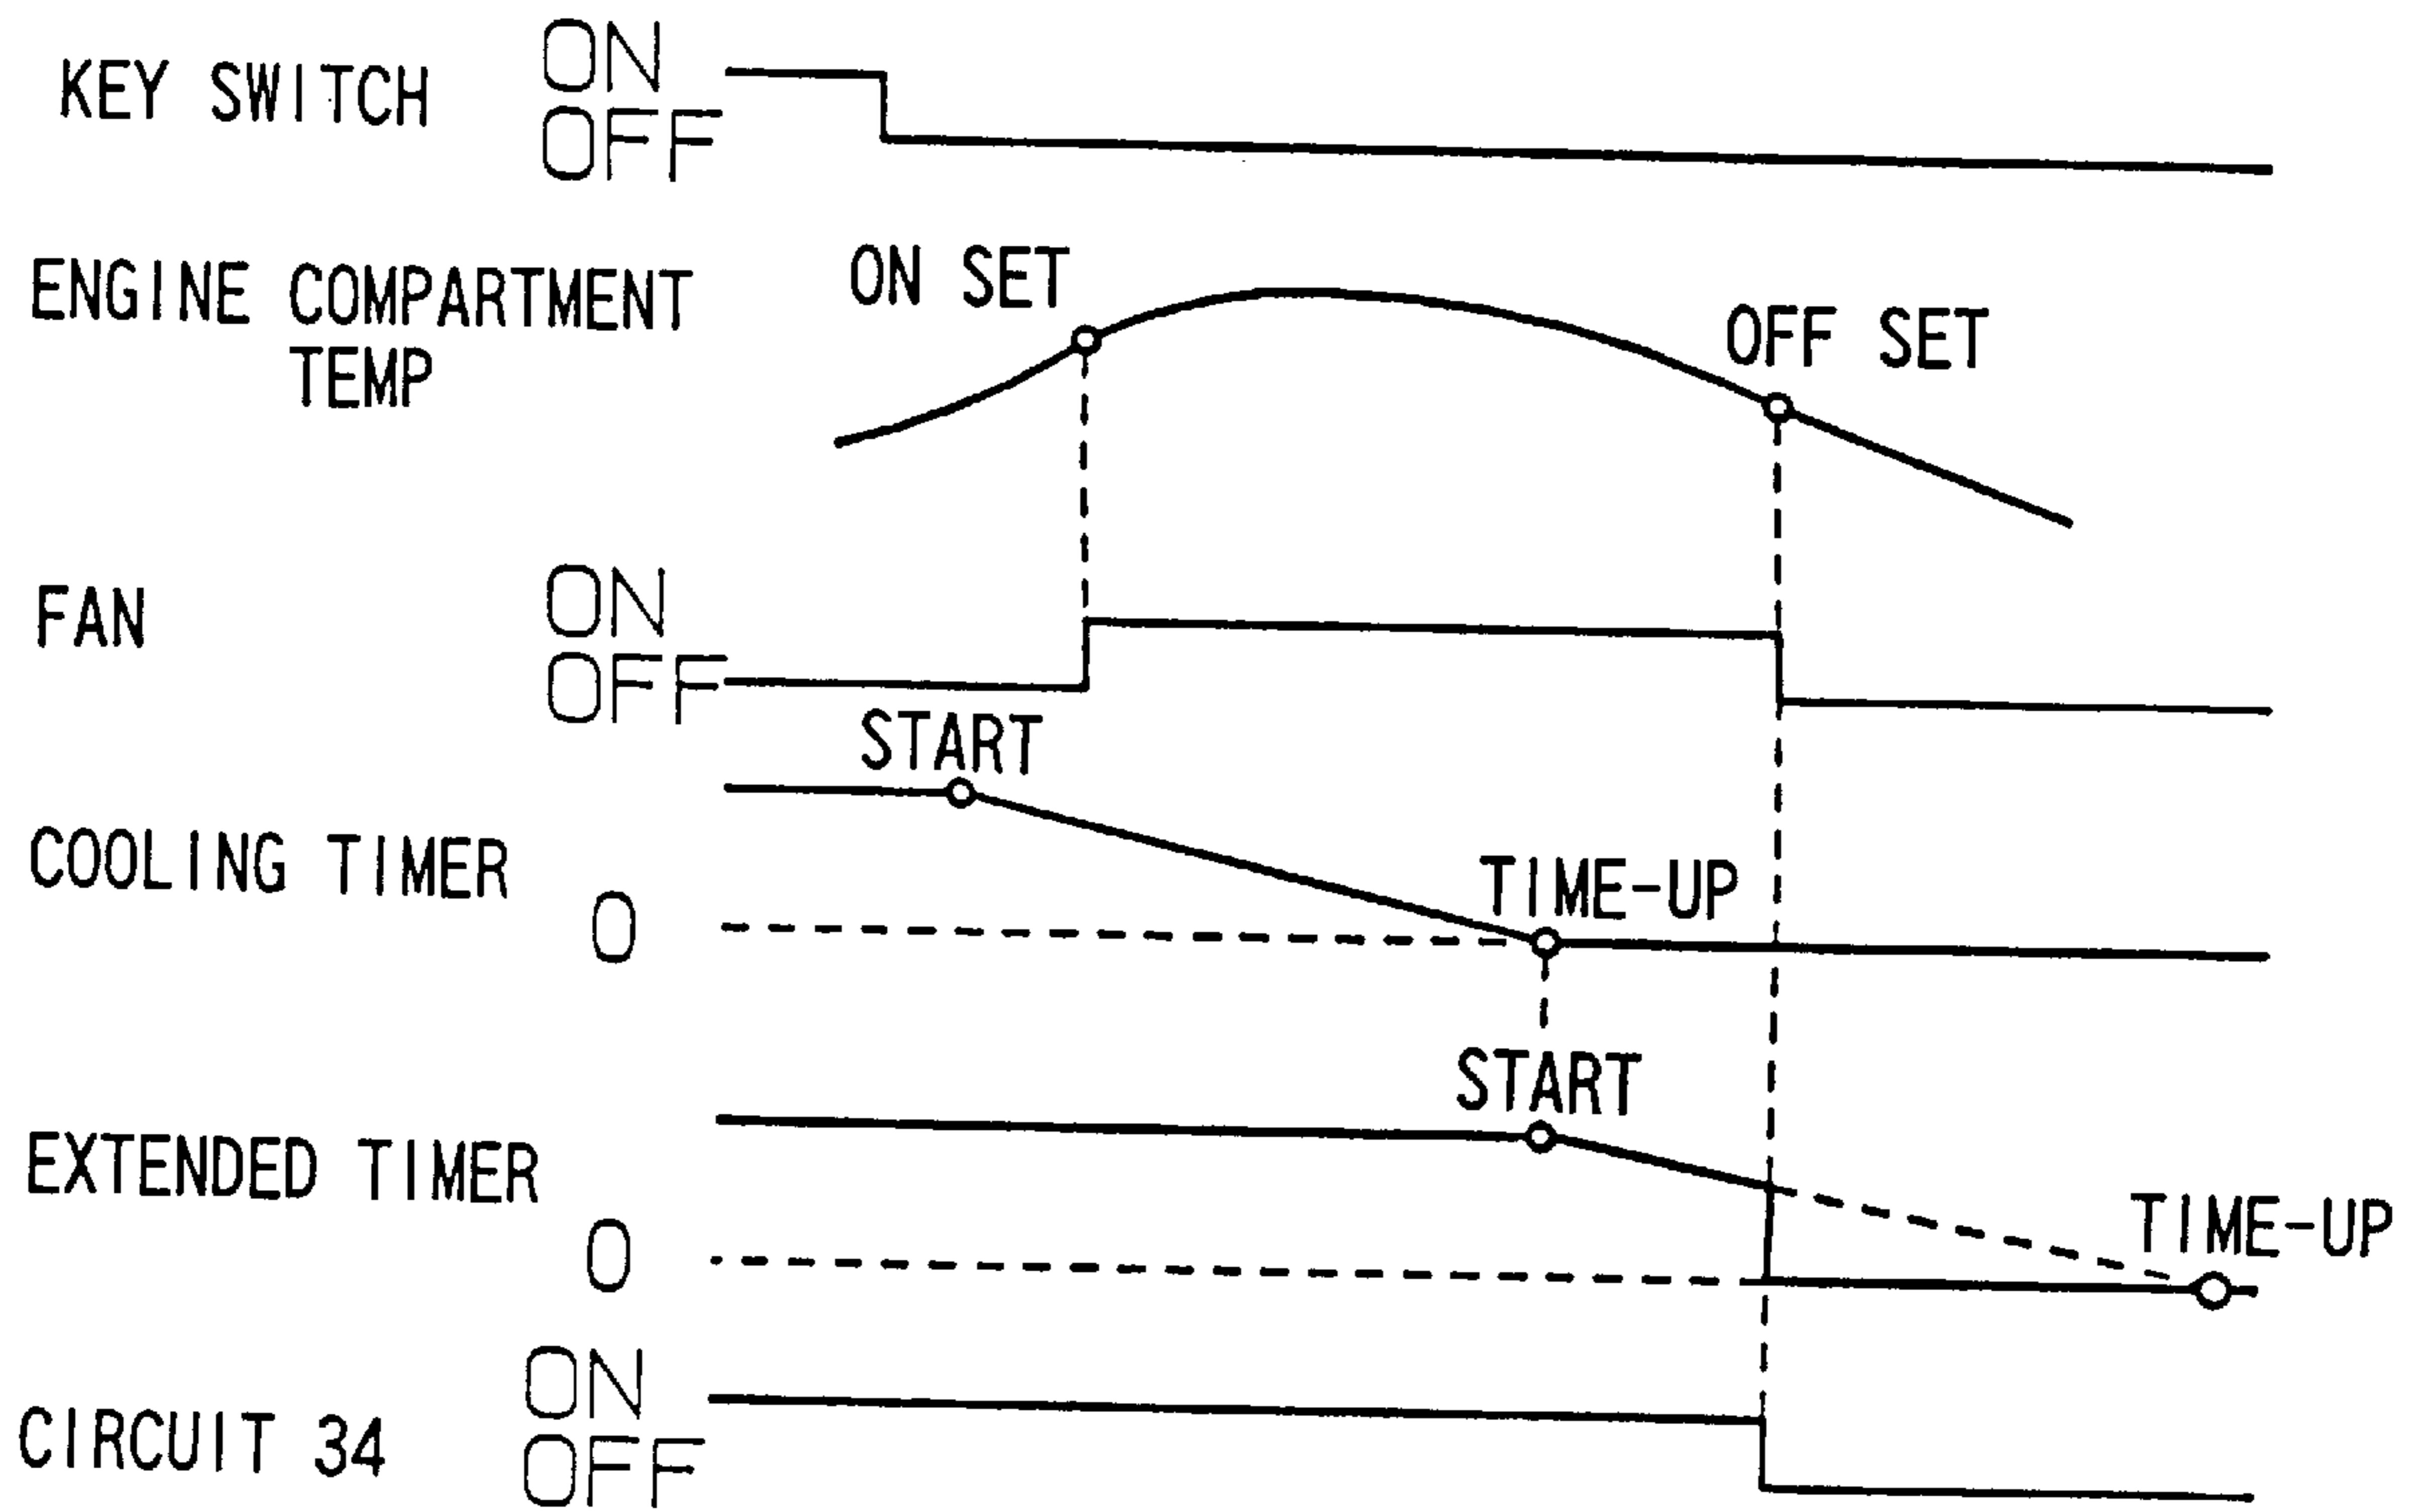 KEY SWITCH
ON
OFF
ENGINE COMPARTMENT
TEMP
ON SET
OFF SET
FAN
ON
OFF
START
COOLING TIMER
0
TIME-UP
START
EXTENDED TIMER
0
TIME-UP
CIRCUIT 34
ON
OFF